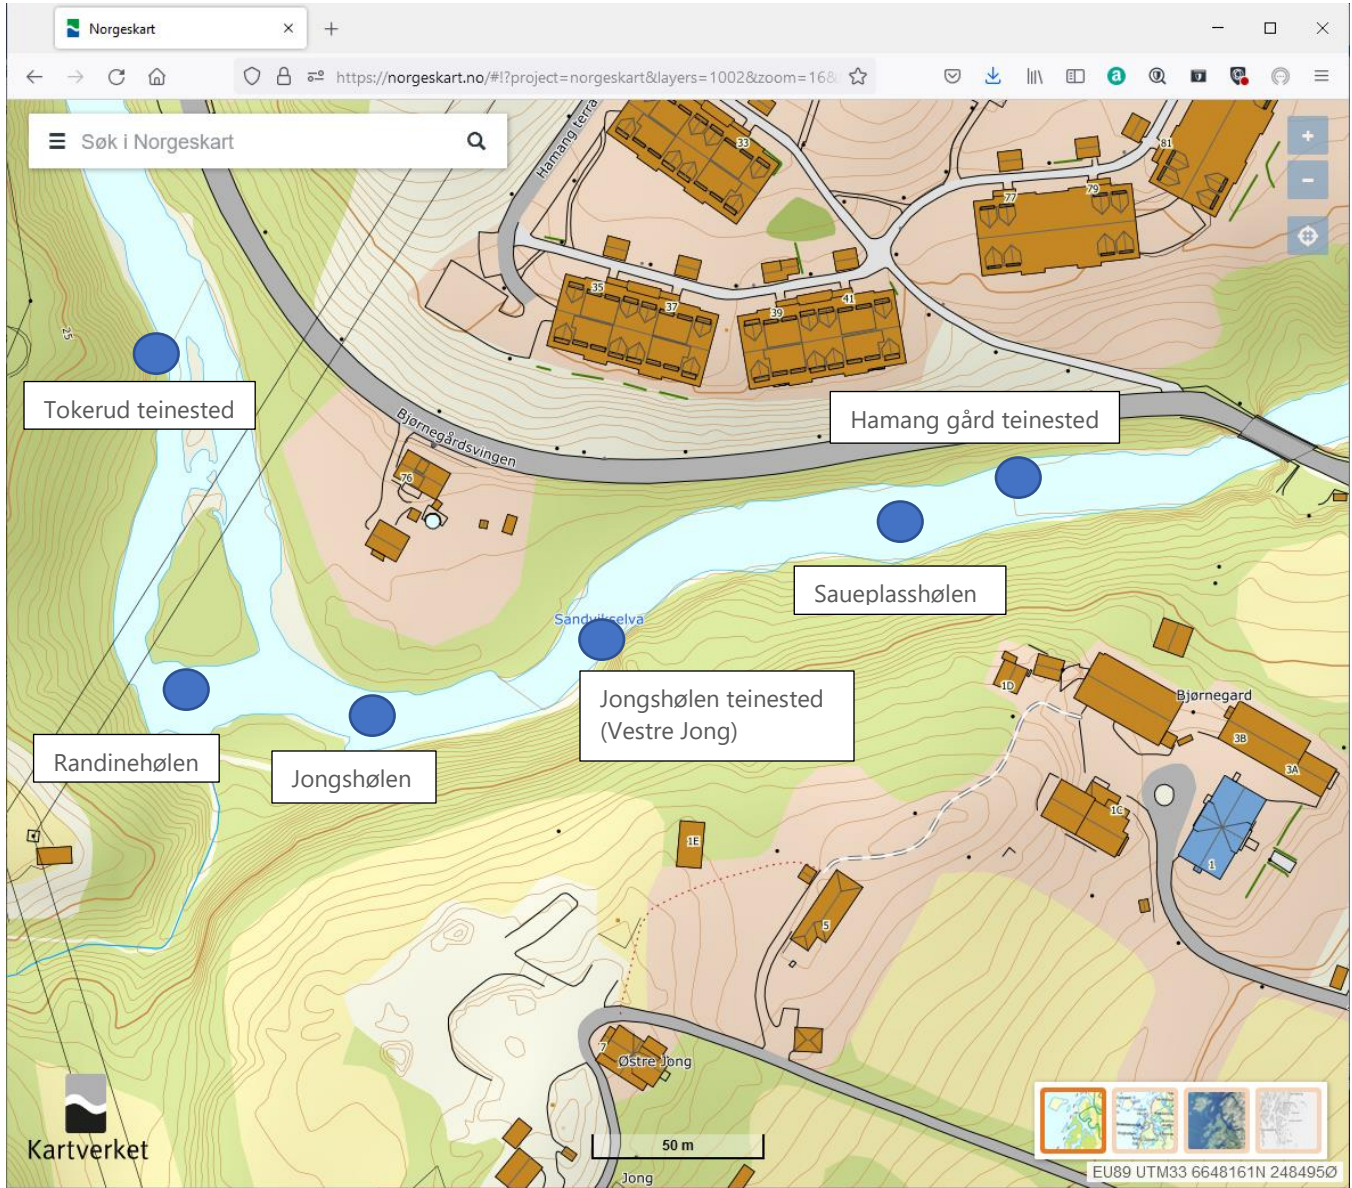 Norgeskart
https://norgeskart.no/#!?project=norgeskart&layers=1002&zoom=168
Søk i Norgeskart
Hamang terra
33
81
77
79
35
37
39
41
25
Tokerud teinested
Hamang gård teinested
Bjørnegårdsvingen
76
Saueplasshølen
Sandvikselva
Jongshølen teinested
(Vestre Jong)
Randinehølen
Jongshølen
1D
Bjørnegard
3B
3A
1C
1E
1
5
7
Østre Jong
Kartverket
50 m
Jong
EU89 UTM33 6648161N 248495Ø